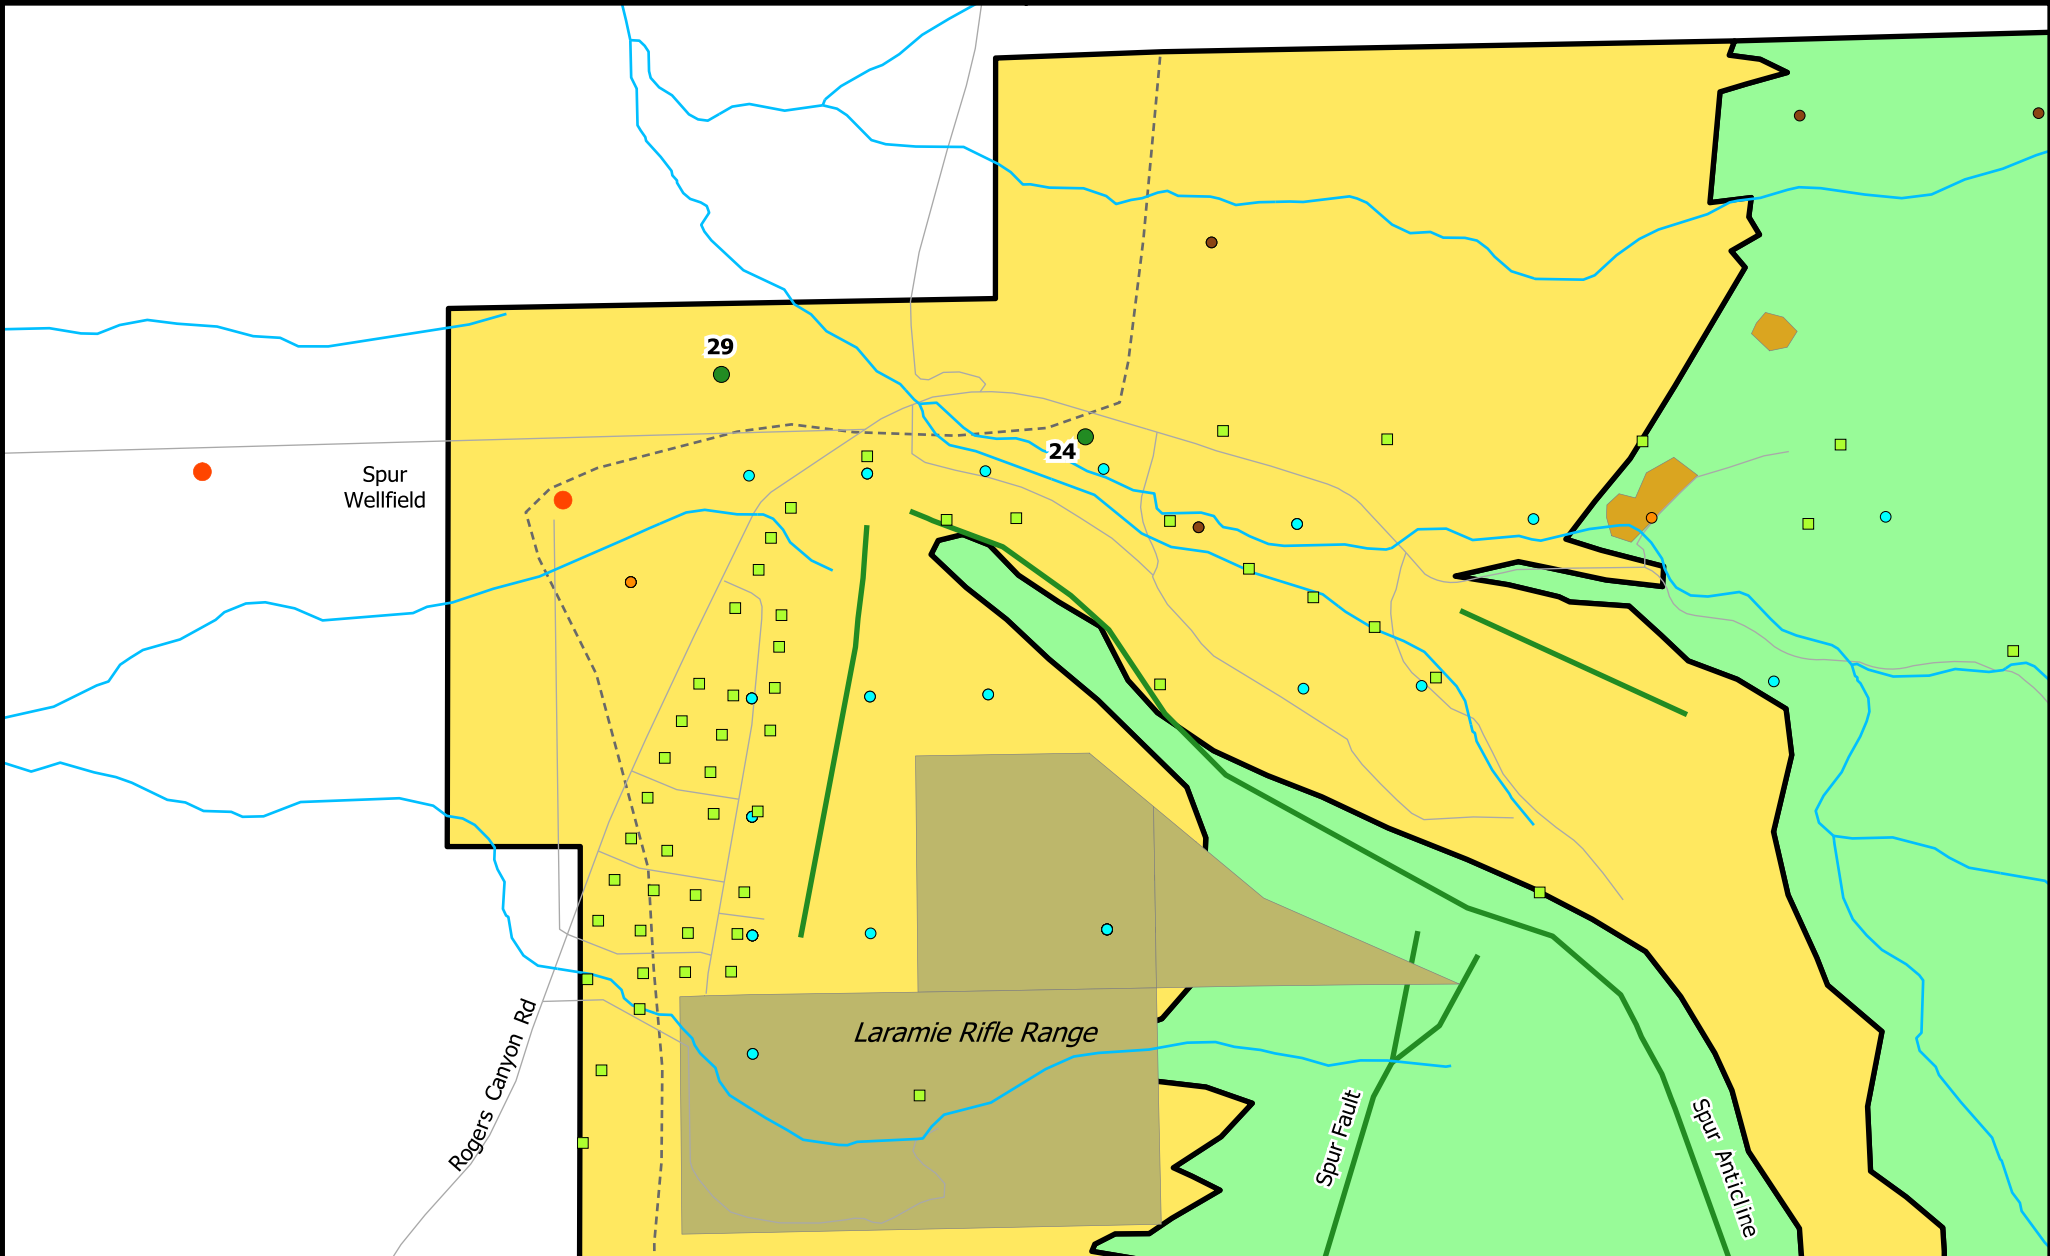 29
24
Spur
Wellfield
Laramie Rifle Range
Rogers Canyon Rd
Spur Fault
Spur Anticline